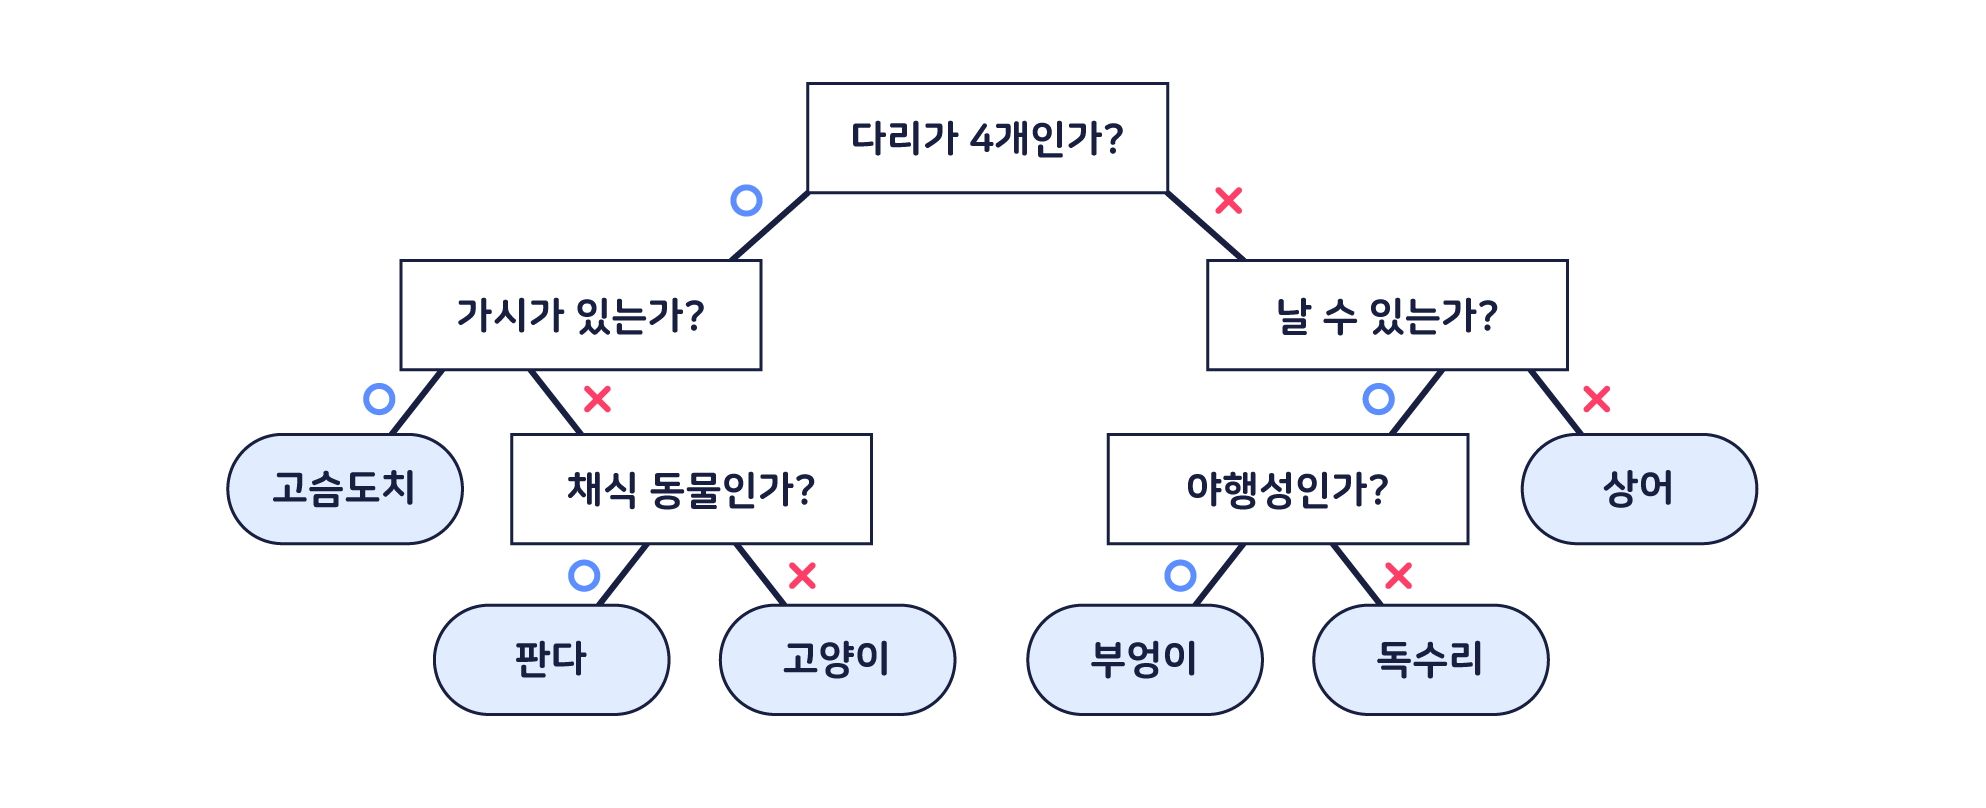 다리가 4개인가?
가시가 있는가?
날 수 있는가?
고슴도치
채식 동물인가?
야행성인가?
상어
판다
고양이
부엉이
독수리